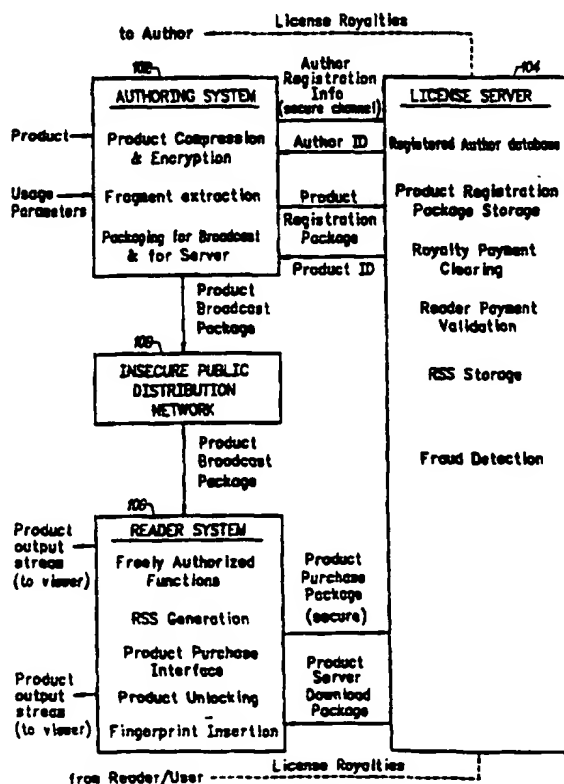 License Royalties
to Author
102
AUTHORING SYSTEM
Product Compression
& Encryption
Fragment extraction
Packaging for Broadcast
& for Server
Product
Usage
Parameters
Author
Registration
Info
(secure channel)
Author ID
Product
Registration
Package
Product ID
104
LICENSE SERVER
Registered Author database
Product Registration
Package Storage
Royalty Payment
Clearing
Reader Payment
Validation
RSS Storage
Fraud Detection
Product
Broadcast
Package
108
INSECURE PUBLIC
DISTRIBUTION
NETWORK
Product
Broadcast
Package
READER SYSTEM
Freely Authorized
Functions
RSS Generation
Product Purchase
Interface
Product Unlocking
Fingerprint Insertion
Product
output
stream
(to viewer)
Product
output
stream
(to viewer)
Product
Purchase
Package
(secure)
Product
Server
Download
Package
License Royalties
from Reader/User